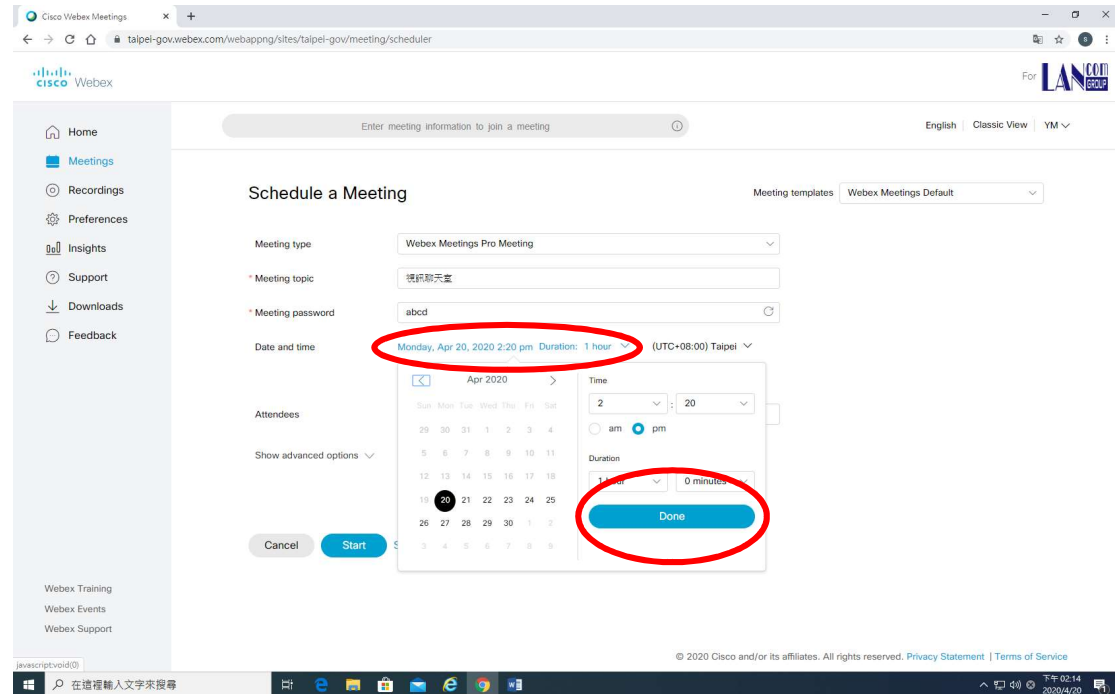 Cisco Webex Meetings
taipei-gov.webex.com/webappng/sites/taipei-gov/meeting/scheduler
S
CISCO Webex
For LAN COM GROUP
Home
Meetings
Recordings
Preferences
Insights
Support
Downloads
Feedback
Enter meeting information to join a meeting
English Classic View YM
Schedule a Meeting
Meeting templates Webex Meetings Default
Meeting type Webex Meetings Pro Meeting
* Meeting topic 視訊聊天室
* Meeting password abcd
Date and time Monday, Apr 20, 2020 2:20 pm Duration: 1 hour (UTC+08:00) Taipei
Apr 2020
Sun Mon Tue Wed Thu Fri Sat
29 30 31 1 2 3 4
5 6 7 8 9 10 11
12 13 14 15 16 17 18
19 20 21 22 23 24 25
26 27 28 29 30 1 2
3 4 5 6 7 8 9
Time
2 : 20
am pm
Duration
1 hour 0 minutes
Done
Attendees
Show advanced options
Cancel Start S
Webex Training
Webex Events
Webex Support
© 2020 Cisco and/or its affiliates. All rights reserved. Privacy Statement | Terms of Service
javascript:void(0)
在這裡輸入文字來搜尋
下午 02:14
2020/4/20